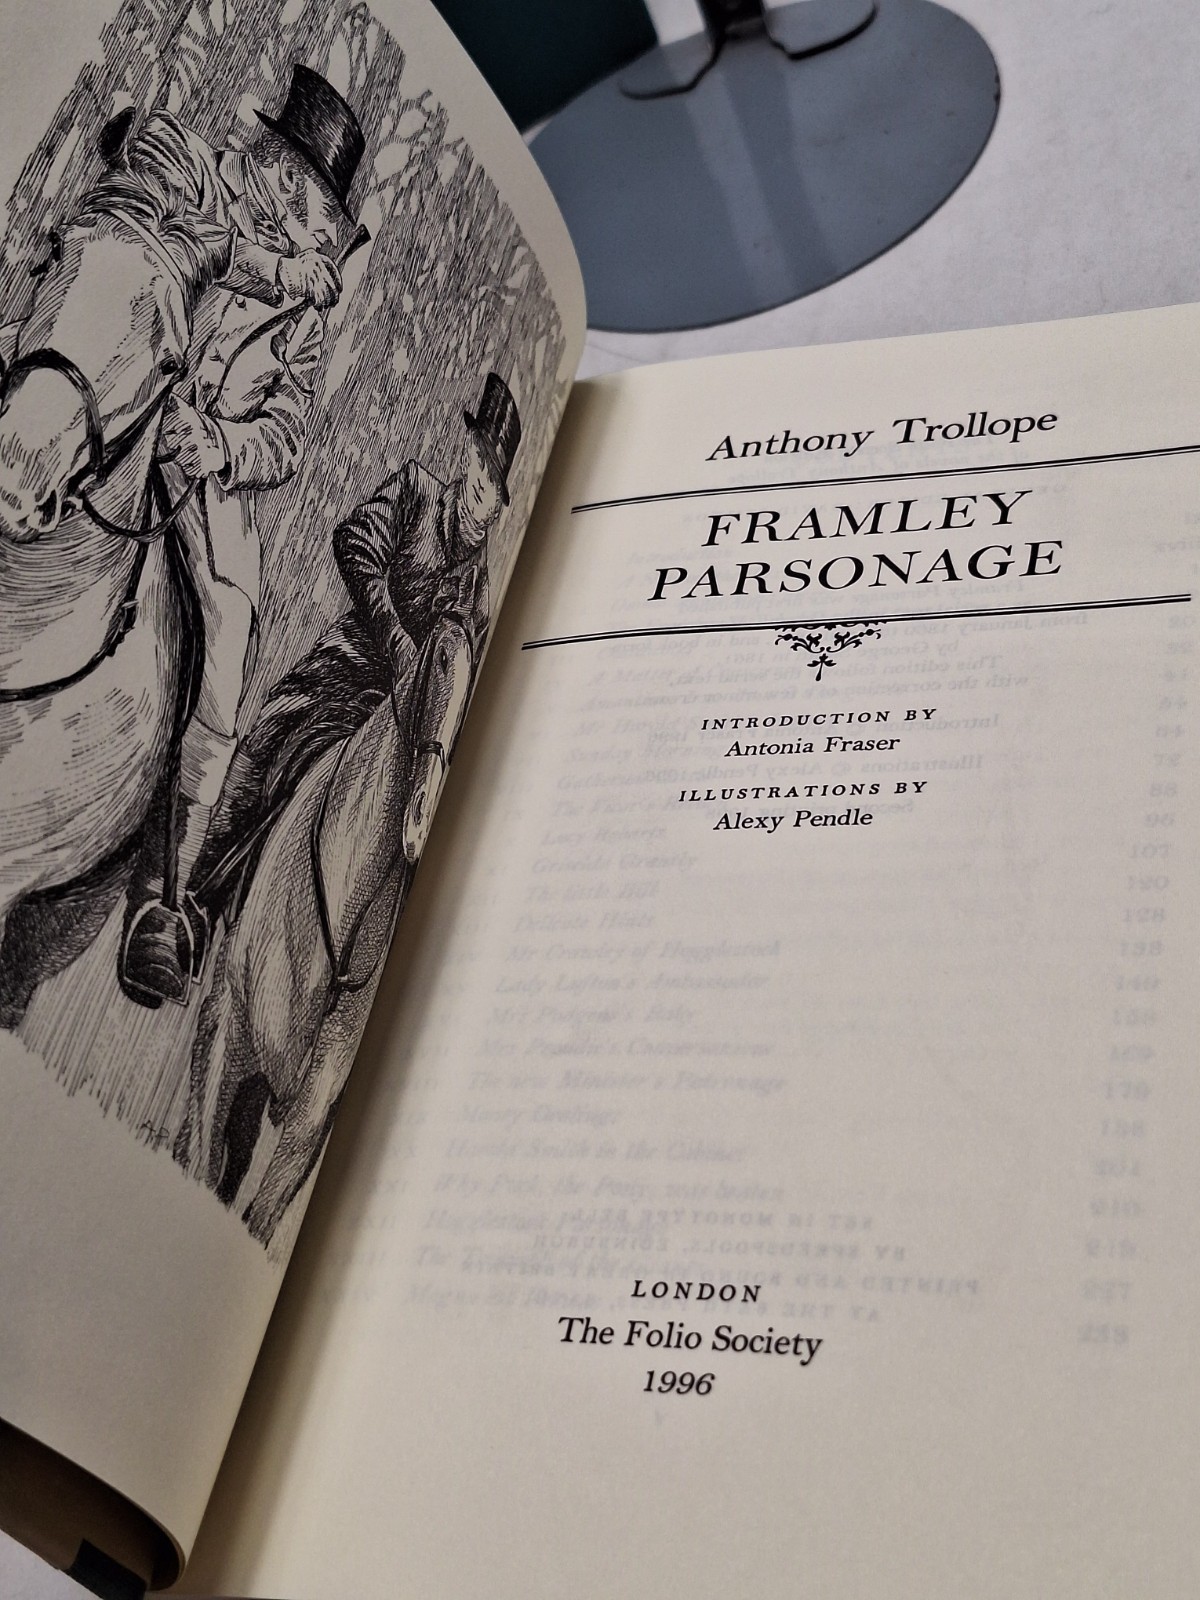 Anthony Trollope
FRAMLEY
PARSONAGE
INTRODUCTION BY
Antonia Fraser
ILLUSTRATIONS BY
Alexy Pendle
LONDON
The Folio Society
1996